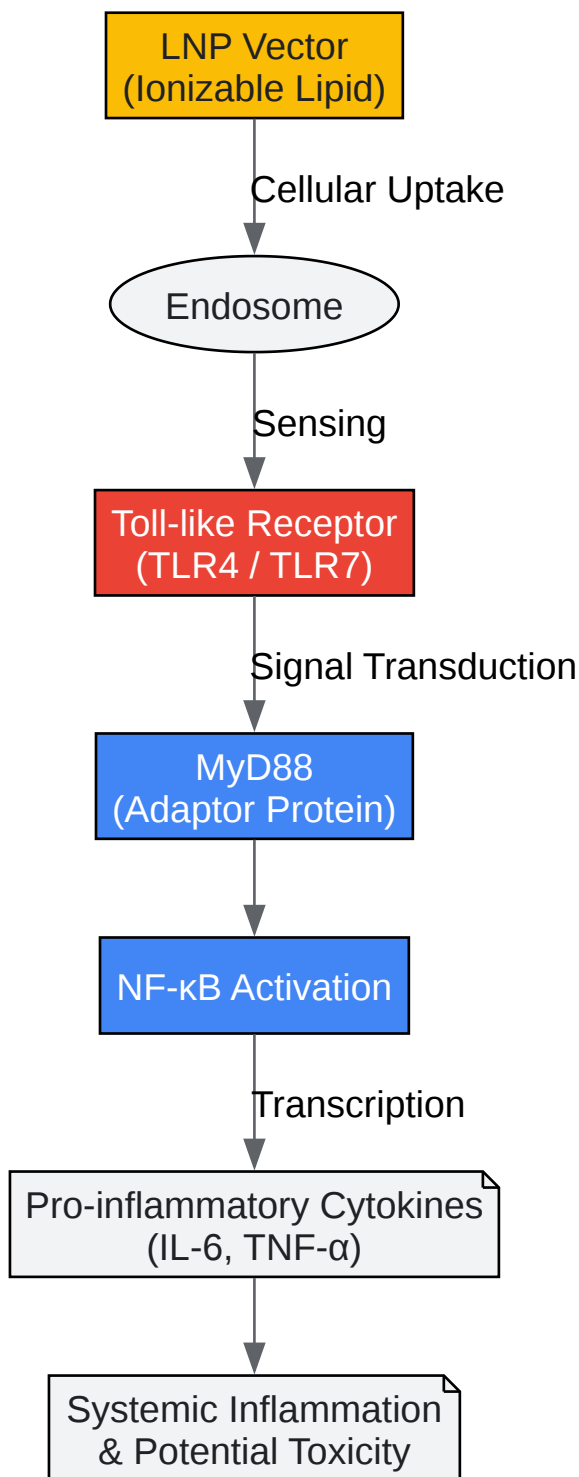 LNP Vector
(Ionizable Lipid)
Cellular Uptake
Endosome
Sensing
Toll-like Receptor
(TLR4 / TLR7)
Signal Transduction
MyD88
(Adaptor Protein)
NF-κB Activation
Transcription
Pro-inflammatory Cytokines
(IL-6, TNF-α)
Systemic Inflammation
& Potential Toxicity